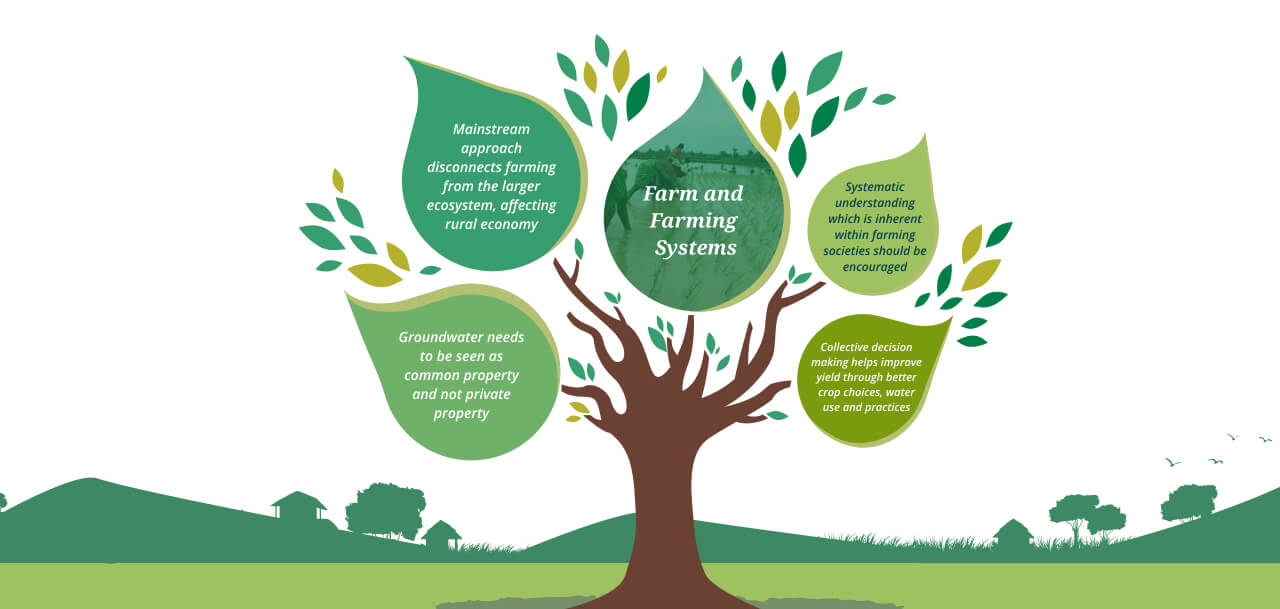 Mainstream
approach
disconnects farming
from the larger
ecosystem, affecting
rural economy
Farm and
Farming
Systems
Systematic
understanding
which is inherent
within farming
societies should be
encouraged
Groundwater needs
to be seen as
common property
and not private
property
Collective decision
making helps improve
yield through better
crop choices, water
use and practices